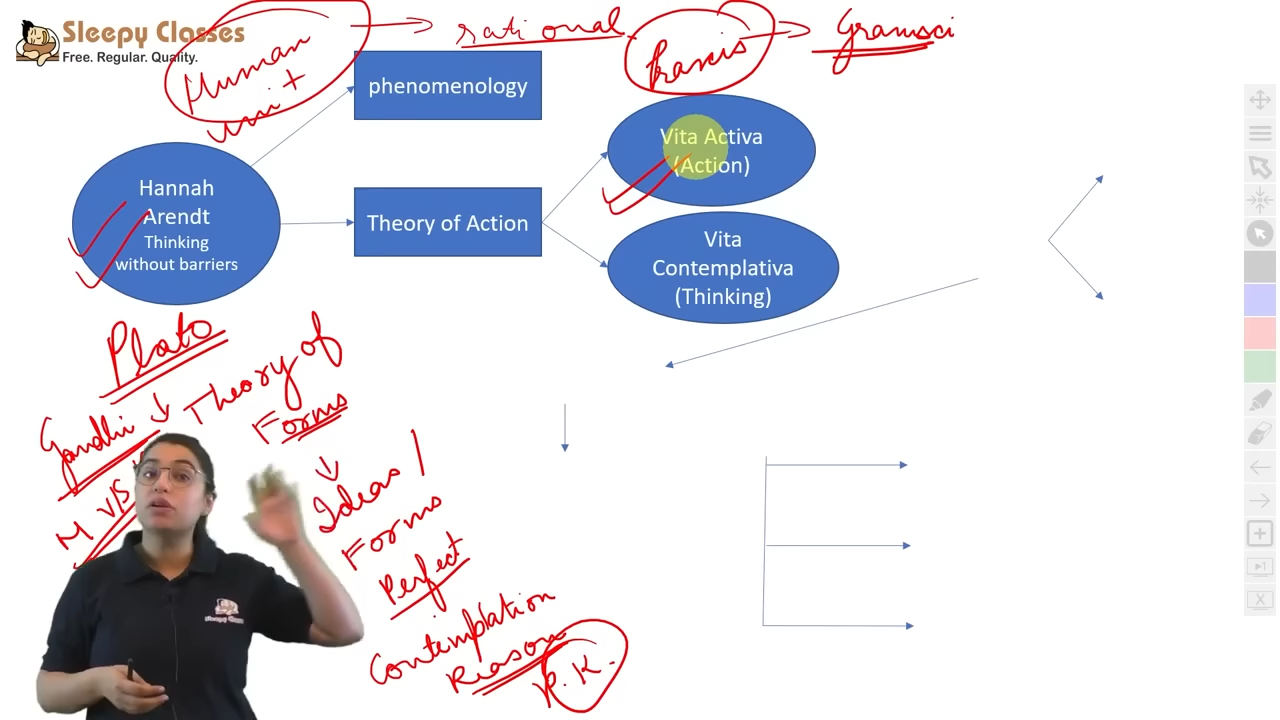 Sleepy Classes
Free. Regular. Quality.
Human
rational
Praxis
Gramsci
phenomenology
Hannah
Arendt
Thinking
without barriers
Theory of Action
Vita Activa
(Action)
Vita
Contemplativa
(Thinking)
Plato
Theory of
Forms
Gandhi
M V/S
Ideas /
Forms
Perfect
Contemplation
Reason
P.K.